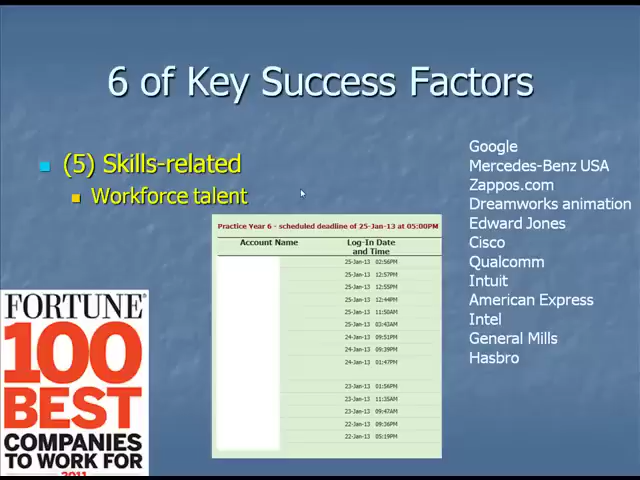 6 of Key Success Factors
(5) Skills-related
Workforce talent
Google
Mercedes-Benz USA
Zappos.com
Dreamworks animation
Edward Jones
Cisco
Qualcomm
Intuit
American Express
Intel
General Mills
Hasbro
Practice Year 6 - scheduled deadline of 25-Jan-13 at 05:00PM
Account Name
Log-In Date
and Time
25-Jan-13 02:56PM
25-Jan-13 12:57PM
25-Jan-13 12:55PM
25-Jan-13 12:44PM
25-Jan-13 11:50AM
25-Jan-13 03:43AM
24-Jan-13 09:51PM
24-Jan-13 09:39PM
24-Jan-13 01:47PM
23-Jan-13 01:56PM
23-Jan-13 11:35AM
23-Jan-13 09:47AM
22-Jan-13 09:36PM
22-Jan-13 05:19PM
FORTUNE®
100
BEST
COMPANIES
TO WORK FOR
2011